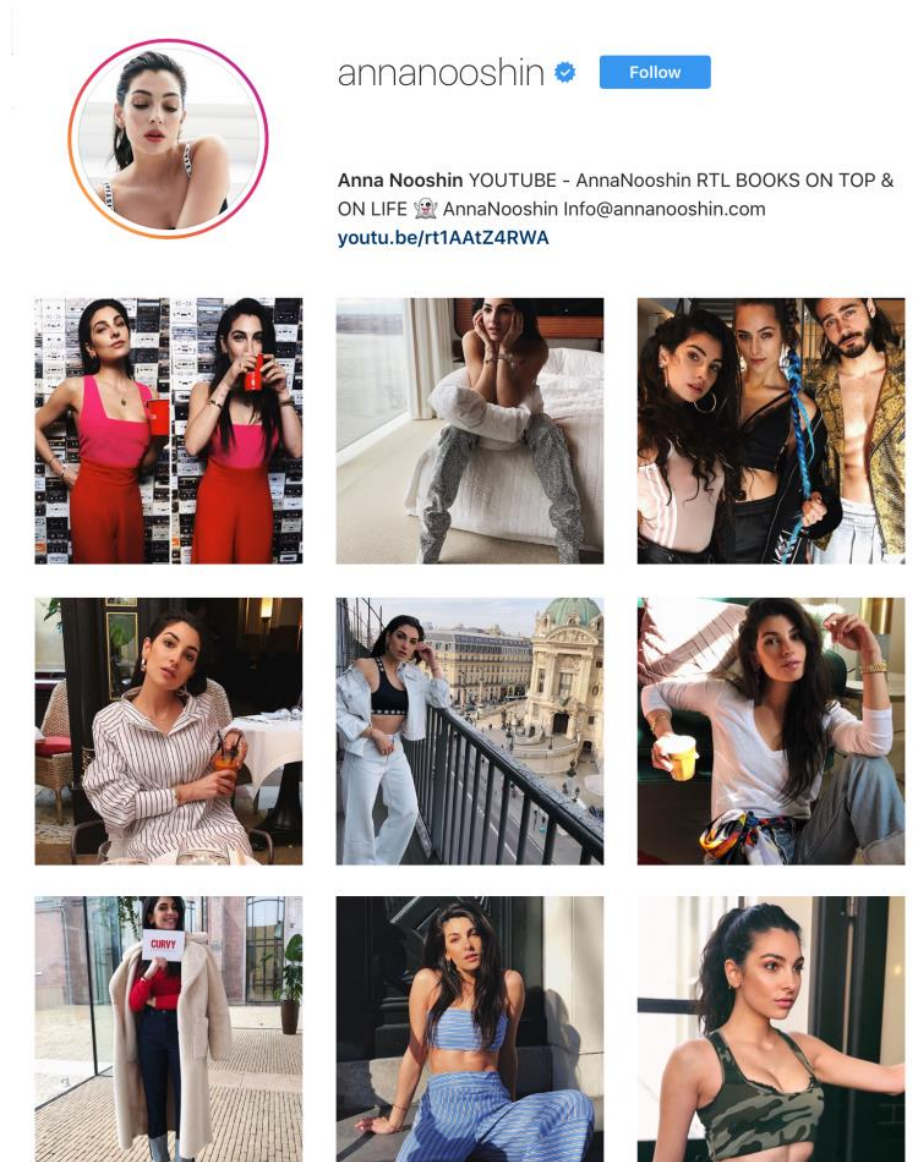 annanooshin
Follow
Anna Nooshin YOUTUBE - AnnaNooshin RTL BOOKS ON TOP &
ON LIFE 👻 AnnaNooshin Info@annanooshin.com
youtu.be/rt1AAtZ4RWA
CURVY